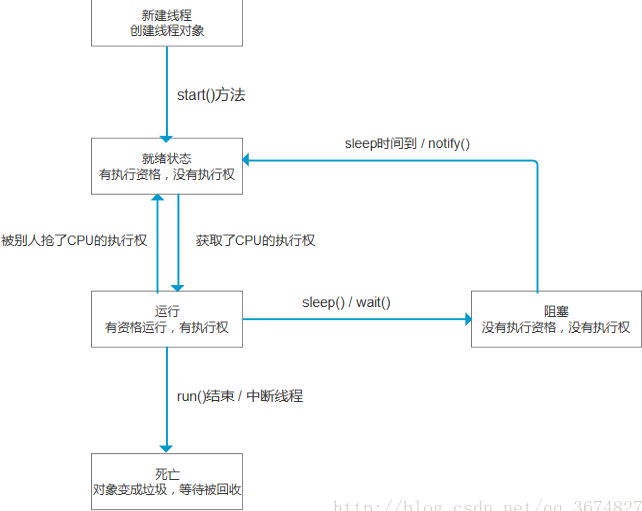 新建线程
创建线程对象
start()方法
就绪状态
有执行资格，没有执行权
sleep时间到 / notify()
被别人抢了CPU的执行权
获取了CPU的执行权
运行
有资格运行，有执行权
sleep() / wait()
阻塞
没有执行资格，没有执行权
run()结束 / 中断线程
死亡
对象变成垃圾，等待被回收
http://blog.csdn.net/qq_3674827